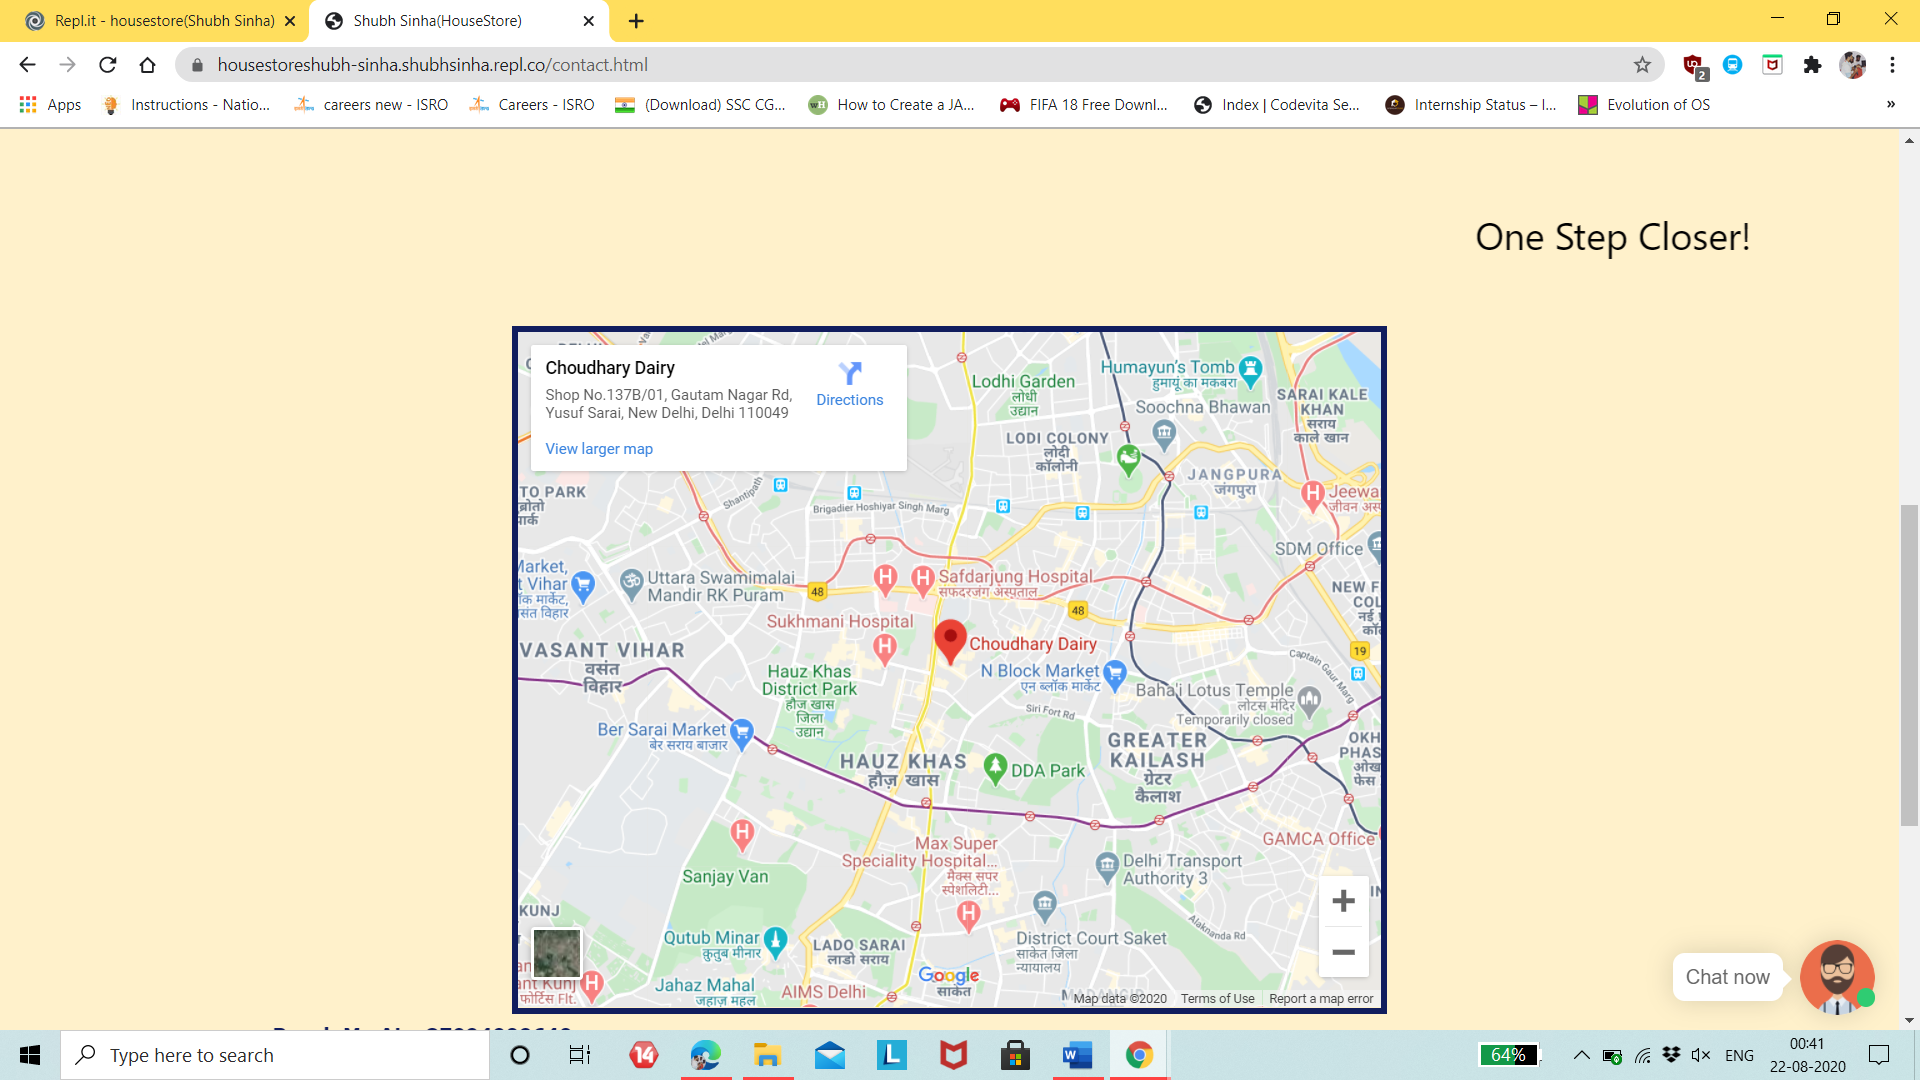 Repl.it - housestore(Shubh Sinha)
Shubh Sinha(HouseStore)
housestoreshubh-sinha.shubhsinha.repl.co/contact.html
2
Apps
Instructions - Natio...
careers new - ISRO
Careers - ISRO
(Download) SSC CG...
How to Create a JA...
FIFA 18 Free Downl...
Index | Codevita Se...
Internship Status – I...
Evolution of OS
»
One Step Closer!
Choudhary Dairy
Shop No.137B/01, Gautam Nagar Rd,
Yusuf Sarai, New Delhi, Delhi 110049
Directions
View larger map
Lodhi Garden
लोधी
उद्यान
Humayun's Tomb
हुमायूं का मकबरा
Soochna Bhawan
SARAI KALE
KHAN
सराय
काले खान
LODI COLONY
लोदी
कॉलोनी
JANGPURA
जंगपुरा
TO PARK
Shantipath
Brigadier Hoshiyar Singh Marg
Jeewa
जीवन अस
SDM Office
Market,
t Vihar
Uttara Swamimalai
Mandir RK Puram
48
Safdarjung Hospital
सफदरजंग अस्पताल
48
NEW F
COL
Sukhmani Hospital
Choudhary Dairy
19
VASANT VIHAR
वसंत
विहार
Hauz Khas
District Park
हौज खास
जिला
उद्यान
N Block Market
एन ब्लॉक मार्केट
Captain Gaur Marg
Baha'i Lotus Temple
लोटस मंदिर
Temporarily closed
Siri Fort Rd
Ber Sarai Market
बेर सराय बाजार
HAUZ KHAS
हौज़ खास
DDA Park
GREATER
KAILASH
ग्रेटर
कैलाश
OKH
PHAS
ओख
फेस
GAMCA Office
Max Super
Speciality Hospital...
मैक्स सपर
स्पेशलिटी...
Delhi Transport
Authority 3
Sanjay Van
KUNJ
Alaknanda Rd
Qutub Minar
क़ुतुब मीनार
LADO SARAI
लाडो सराय
District Court Saket
साकेत जिला
न्यायालय
Google
साकेत
Jahaz Mahal
जहाज़ महल
AIIMS Delhi
ant Kunj
फोर्टिस Flt.
Map data ©2020
Terms of Use
Report a map error
Chat now
Type here to search
14
64%
ENG
00:41
22-08-2020